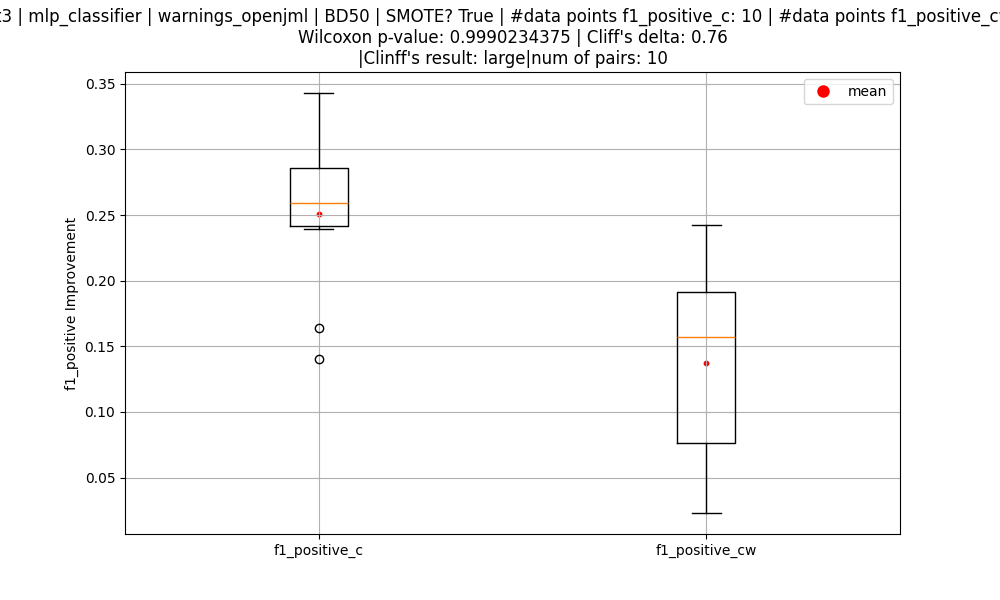 | mlp_classifier | warnings_openjml | BD50 | SMOTE? True | #data points f1_positive_c: 10 | #data points
Wilcoxon p-value: 0.9990234375 | Cliff's delta: 0.76
|Clinff's result: large|num of pairs: 10
mean
0.35
0.30
0.25
0.20
0.15
0.10
0.05
f1_positive Improvement
f1_positive_c
f1_positive_cw